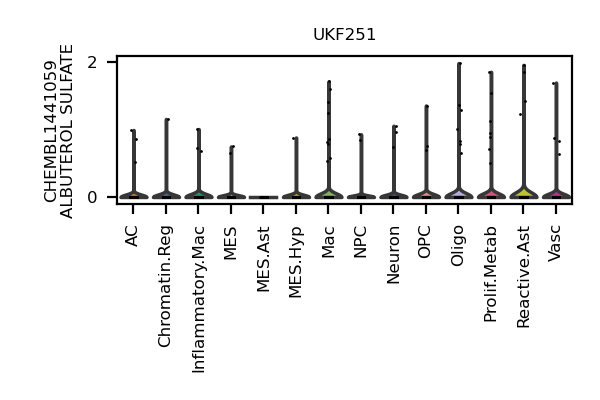 UKF251
CHEMBL1441059
ALBUTEROL SULFATE
2
0
AC
Chromatin.Reg
Inflammatory.Mac
MES
MES.Ast
MES.Hyp
Mac
NPC
Neuron
OPC
Oligo
Prolif.Metab
Reactive.Ast
Vasc